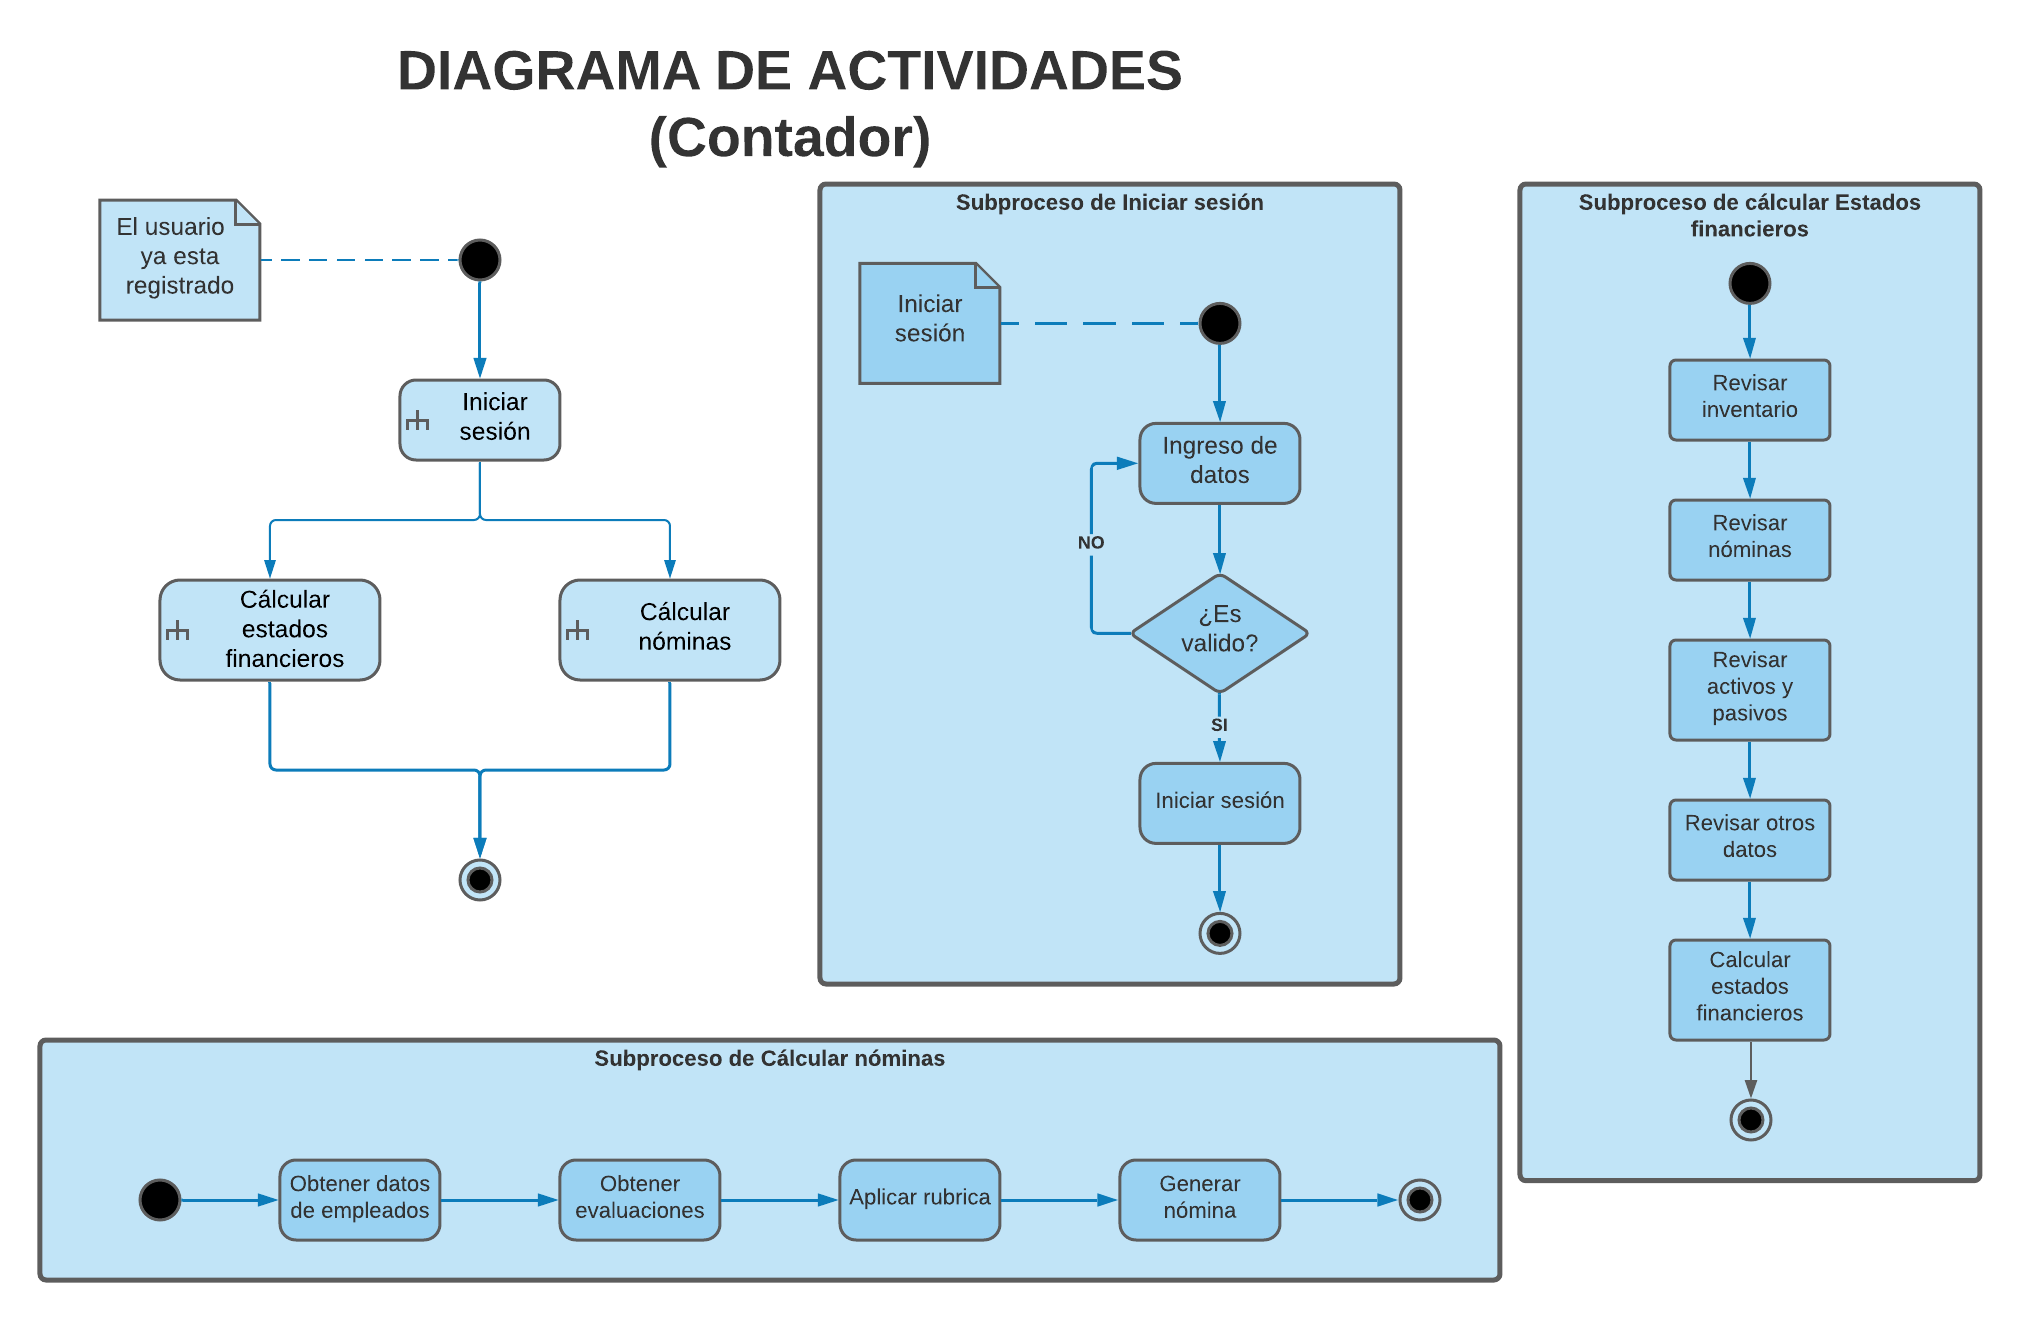 DIAGRAMA DE ACTIVIDADES
(Contador)
El usuario
ya esta
registrado
Iniciar
sesión
Cálcular
estados
financieros
Cálcular
nóminas
Subproceso de Iniciar sesión
Iniciar
sesión
Ingreso de
datos
NO
¿Es
valido?
SI
Iniciar sesión
Subproceso de cálcular Estados
financieros
Revisar
inventario
Revisar
nóminas
Revisar
activos y
pasivos
Revisar otros
datos
Calcular
estados
financieros
Subproceso de Cálcular nóminas
Obtener datos
de empleados
Obtener
evaluaciones
Aplicar rubrica
Generar
nómina